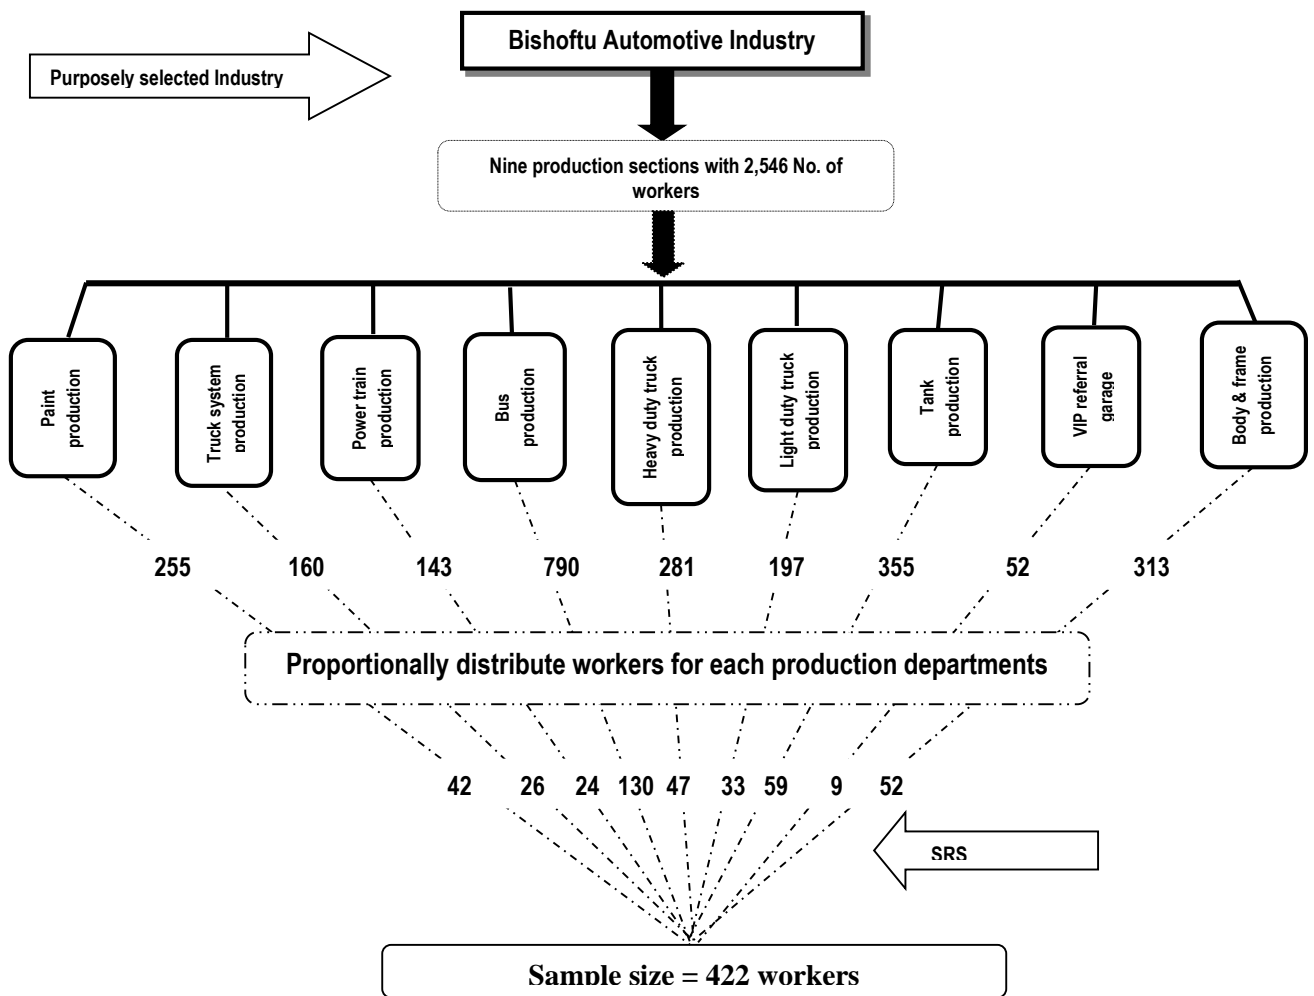 Bishoftu Automotive Industry
Purposely selected Industry
Nine production sections with 2,546 No. of
workers
Paint
production
Truck system
production
Power train
production
Bus
production
Heavy duty truck
production
Light duty truck
production
Tank
production
VIP referral
garage
Body & frame
production
255 160 143 790 281 197 355 52 313
Proportionally distribute workers for each production departments
42 26 24 130 47 33 59 9 52
SRS
Sample size = 422 workers